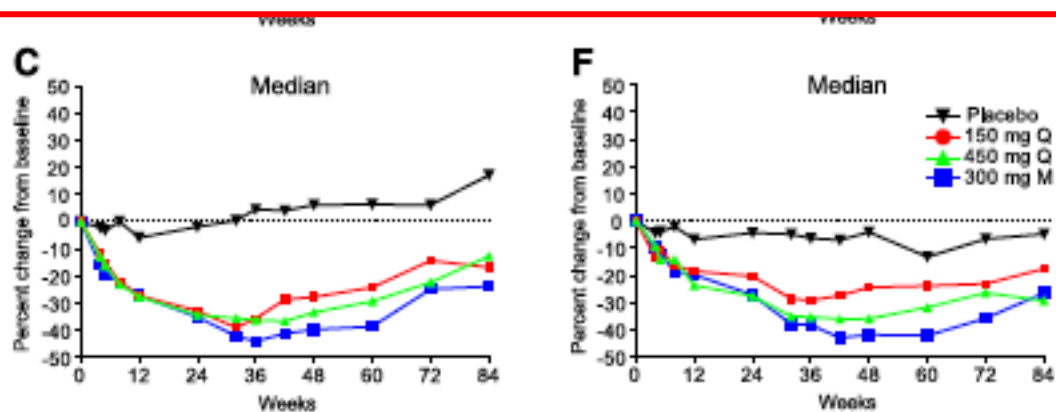 Weeks
Weeks
C
Median
Percent change from baseline
50
40
30
20
10
0
-10
-20
-30
-40
-50
0 12 24 36 48 60 72 84
Weeks
F
Median
Percent change from baseline
50
40
30
20
10
0
-10
-20
-30
-40
-50
0 12 24 36 48 60 72 84
Weeks
Placebo
150 mg Q
450 mg Q
300 mg M